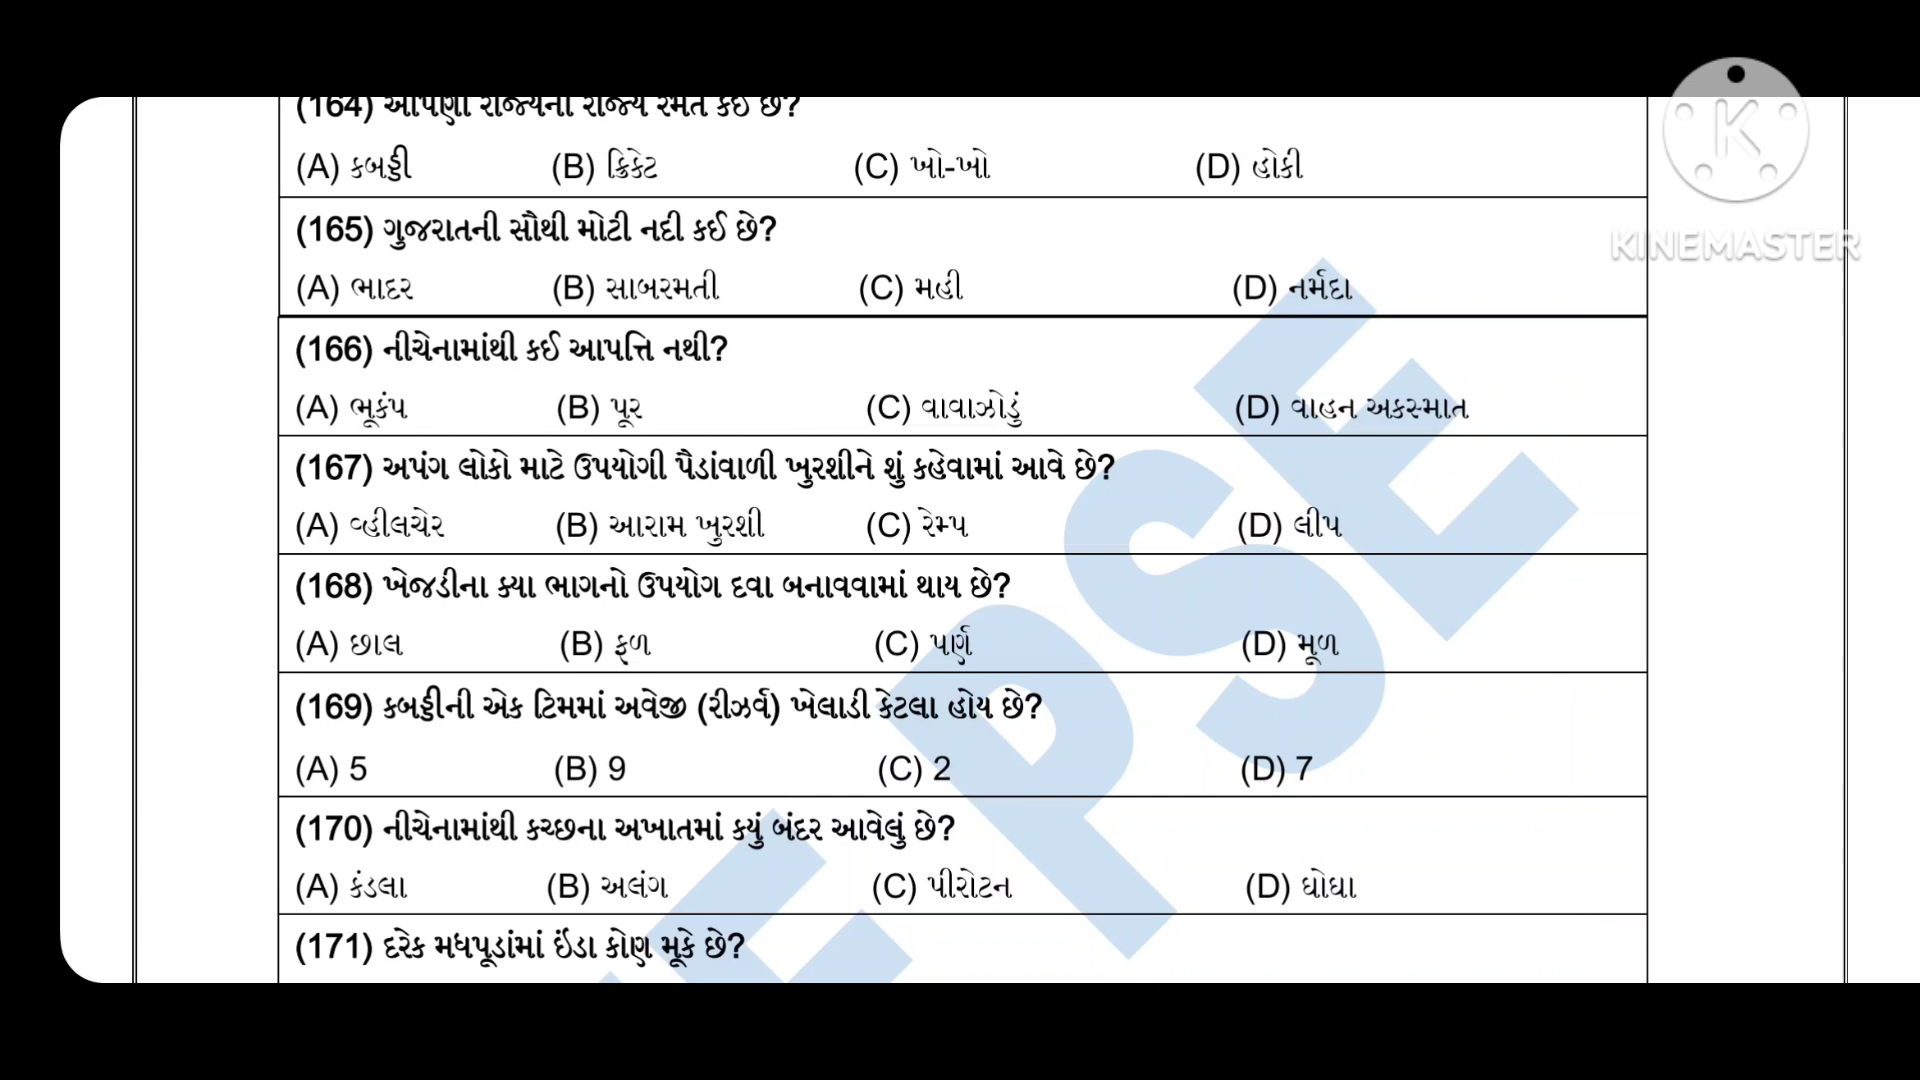 (164) આપણા રાજ્યની રાજ્ય રમત કઇ છે?
(A) કબડ્ડી (B) ક્રિકેટ (C) ખો-ખો (D) હોકી
(165) ગુજરાતની સૌથી મોટી નદી કઈ છે?
(A) ભાદર (B) સાબરમતી (C) મહી (D) નર્મદા
(166) નીચેનામાંથી કઈ આપત્તિ નથી?
(A) ભૂકંપ (B) પૂર (C) વાવાઝોડું (D) વાહન અકસ્માત
(167) અપંગ લોકો માટે ઉપયોગી પૈડાંવાળી ખુરશીને શું કહેવામાં આવે છે?
(A) વ્હીલચેર (B) આરામ ખુરશી (C) રેમ્પ (D) લીપ
(168) ખેજડીના ક્યા ભાગનો ઉપયોગ દવા બનાવવામાં થાય છે?
(A) છાલ (B) ફળ (C) પર્ણ (D) મૂળ
(169) કબડ્ડીની એક ટિમમાં અવેજી (રીઝર્વ) ખેલાડી કેટલા હોય છે?
(A) 5 (B) 9 (C) 2 (D) 7
(170) નીચેનામાંથી કચ્છના અખાતમાં કયું બંદર આવેલું છે?
(A) કંડલા (B) અલંગ (C) પીરોટન (D) ઘોઘા
(171) દરેક મધપૂડાંમાં ઇંડા કોણ મૂકે છે?
K
KINEMASTER
PSE